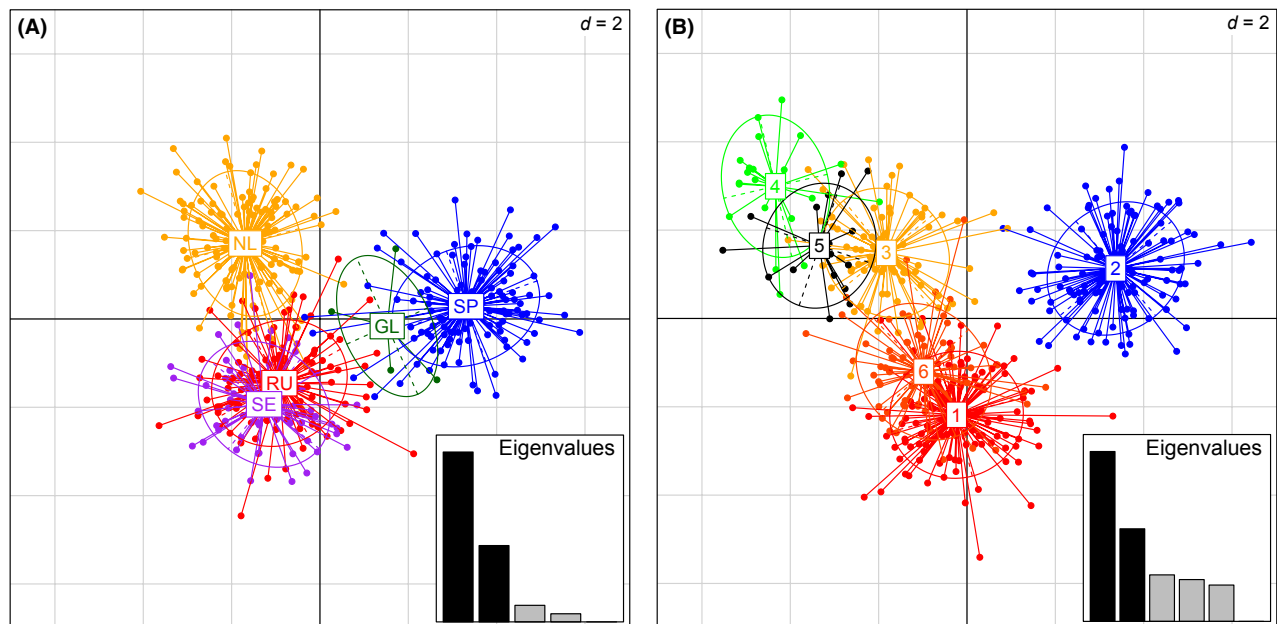 (A)
d = 2
NL
GL
SP
RU
SE
Eigenvalues
(B)
d = 2
4
5
3
2
6
1
Eigenvalues